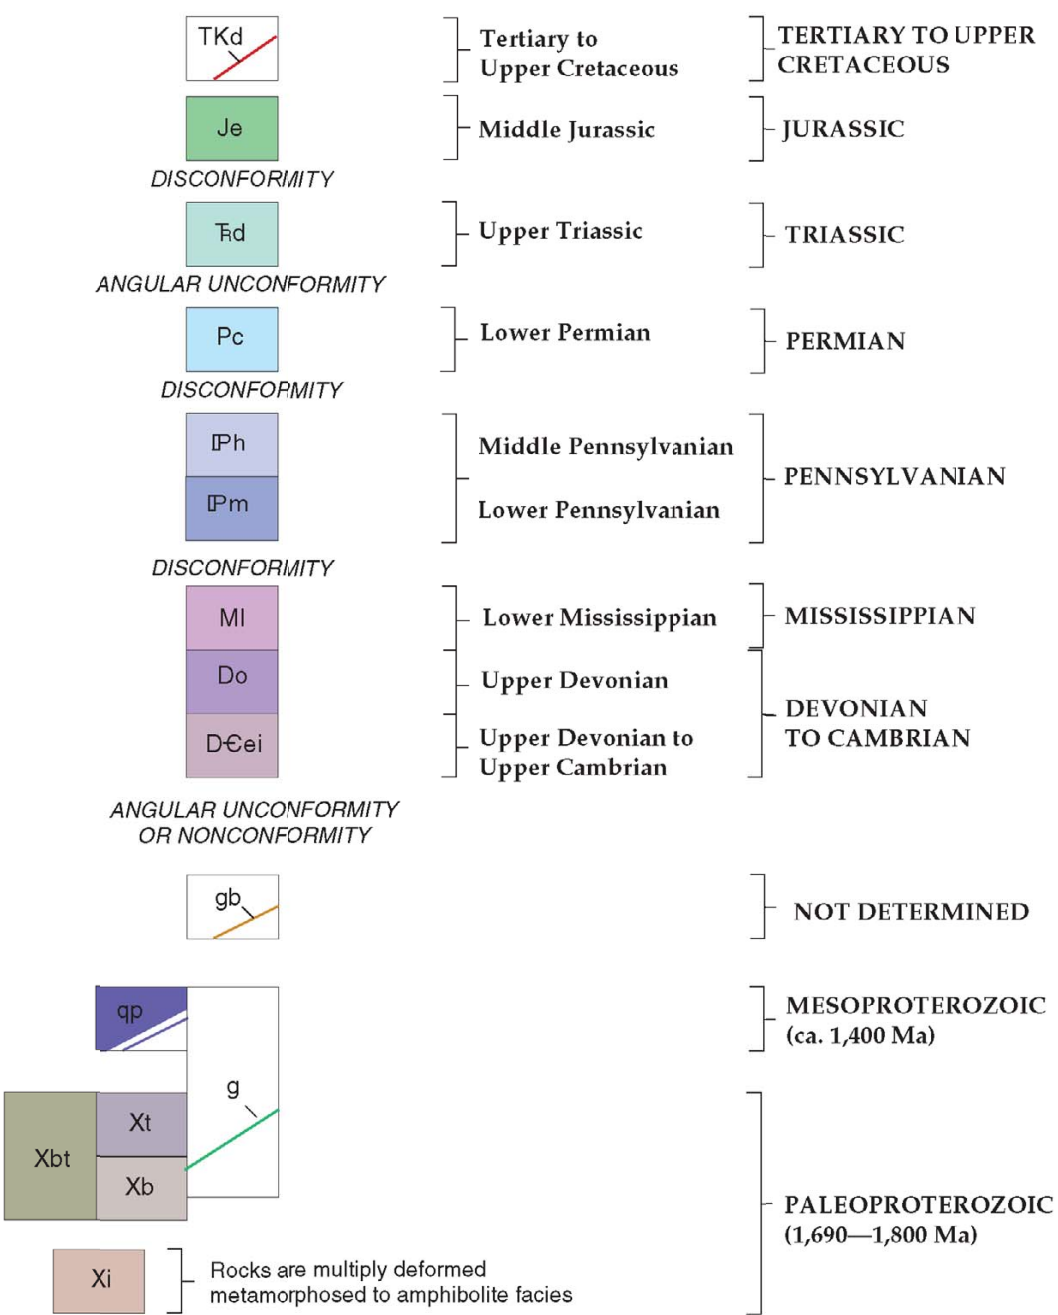 TKd
Tertiary to
Upper Cretaceous
TERTIARY TO UPPER
CRETACEOUS
Je
Middle Jurassic
JURASSIC
DISCONFORMITY
Ꞧd
Upper Triassic
TRIASSIC
ANGULAR UNCONFORMITY
Pc
Lower Permian
PERMIAN
DISCONFORMITY
ℙh
Middle Pennsylvanian
PENNSYLVANIAN
ℙm
Lower Pennsylvanian
DISCONFORMITY
Ml
Lower Mississippian
MISSISSIPPIAN
Do
Upper Devonian
DEVONIAN
TO CAMBRIAN
DꞒei
Upper Devonian to
Upper Cambrian
ANGULAR UNCONFORMITY
OR NONCONFORMITY
gb
NOT DETERMINED
qp
MESOPROTEROZOIC
(ca. 1,400 Ma)
g
Xt
Xbt
Xb
PALEOPROTEROZOIC
(1,690—1,800 Ma)
Xi
Rocks are multiply deformed
metamorphosed to amphibolite facies